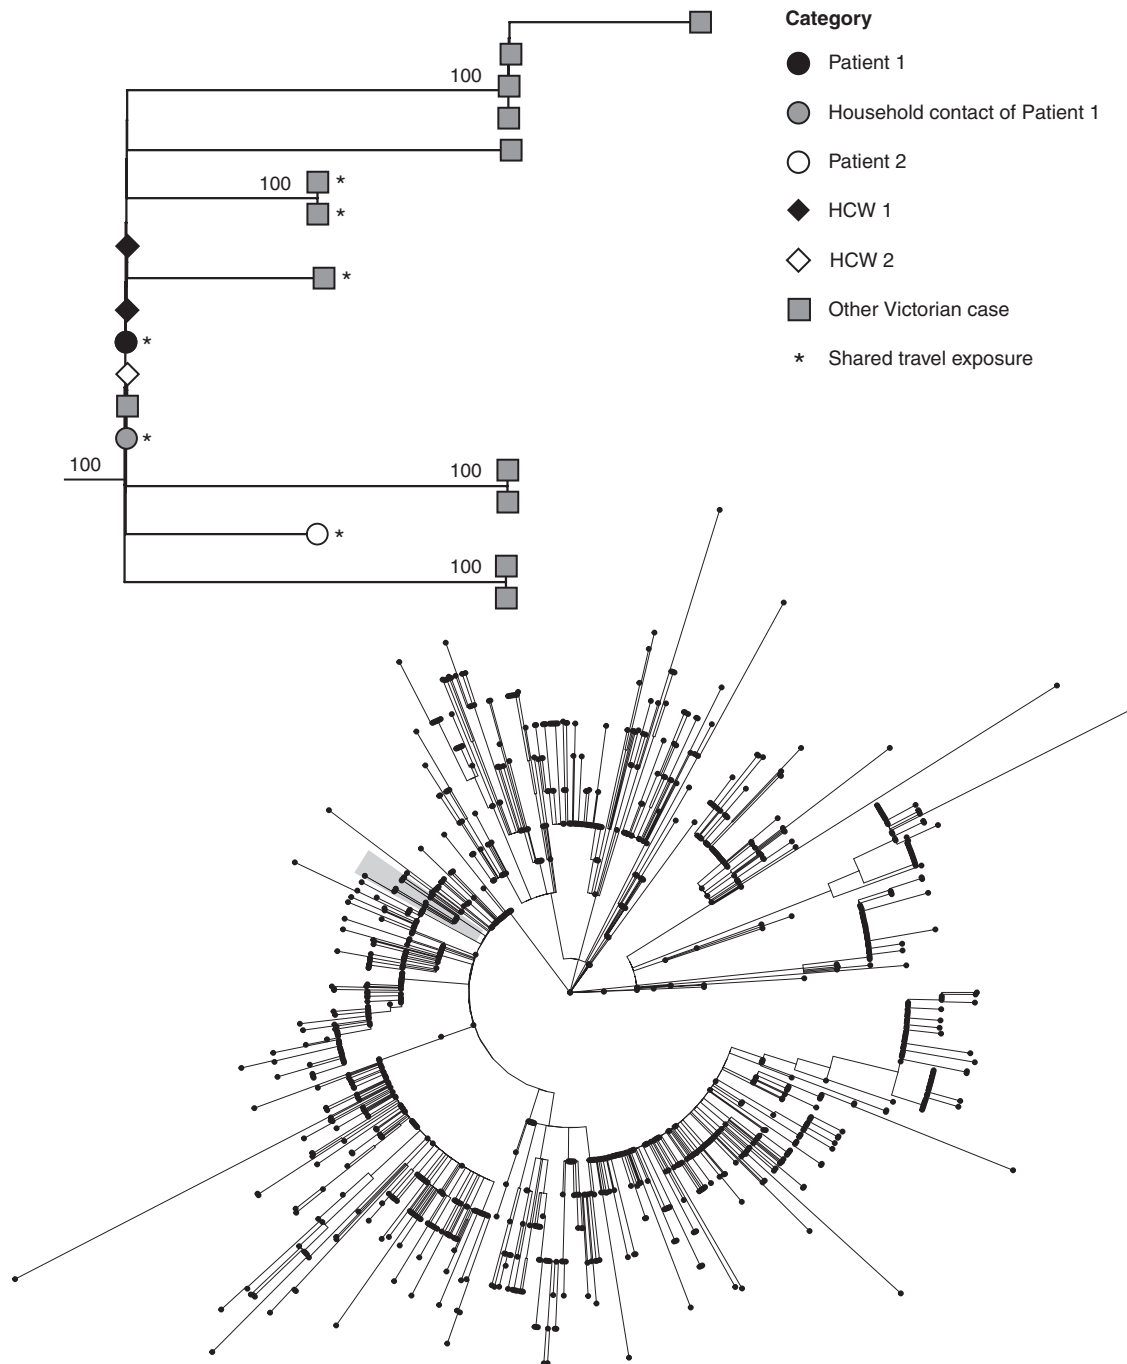 Category
Patient 1
Household contact of Patient 1
Patient 2
HCW 1
HCW 2
Other Victorian case
* Shared travel exposure
100
100 *
*
*
*
*
100
100
*
100